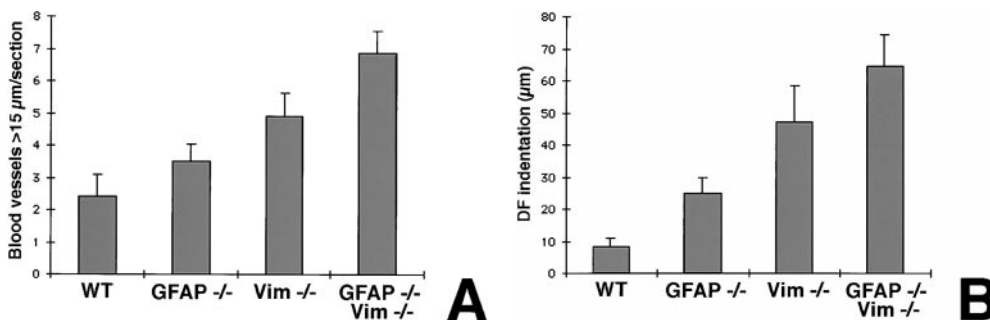 Blood vessels >15 µm/section
8
7
6
5
4
3
2
1
0
WT
GFAP -/-
Vim -/-
GFAP -/-
Vim -/-
A
DF indentation (µm)
80
70
60
50
40
30
20
10
0
WT
GFAP -/-
Vim -/-
GFAP -/-
Vim -/-
B